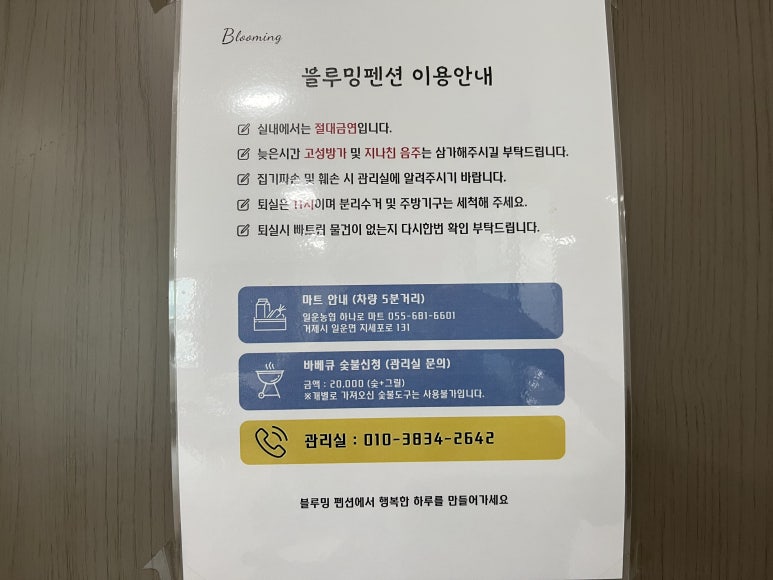 Blooming
블루밍펜션 이용안내
실내에서는 절대금연입니다.
늦은시간 고성방가 및 지나친 음주는 삼가해주시길 부탁드립니다.
집기파손 및 훼손 시 관리실에 알려주시기 바랍니다.
퇴실은 11시이며 분리수거 및 주방기구는 세척해 주세요.
퇴실시 빠트린 물건이 없는지 다시한번 확인 부탁드립니다.
마트 안내 (차량 5분거리)
일운농협 하나로 마트 055-681-6601
거제시 일운면 지세포로 131
바베큐 숯불신청 (관리실 문의)
금액 : 20,000 (숯+그릴)
※개별로 가져오신 숯불도구는 사용불가입니다.
관리실 : 010-3834-2642
블루밍 펜션에서 행복한 하루를 만들어가세요